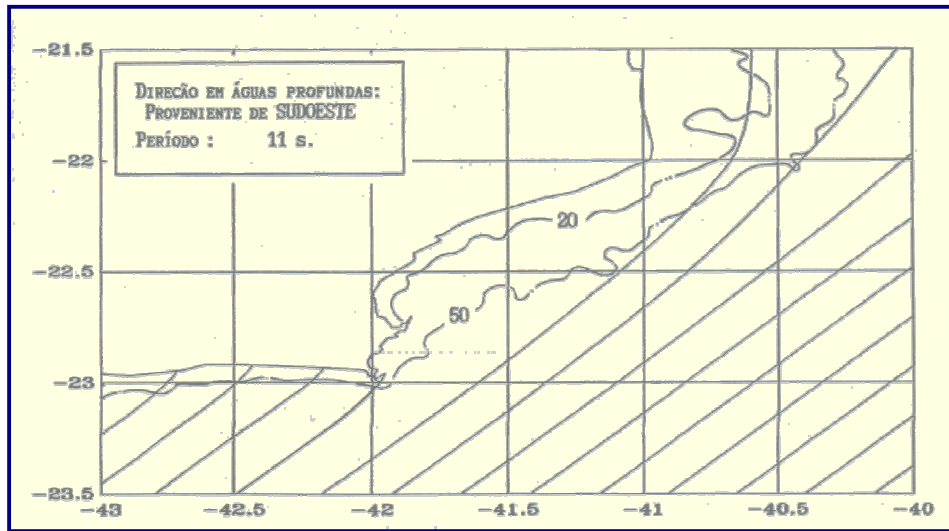 -21.5
DIREÇÃO EM ÁGUAS PROFUNDAS:
PROVENIENTE DE SUDOESTE
PERÍODO : 11 s.
-22
20
-22.5
50
-23
-23.5
-43 -42.5 -42 -41.5 -41 -40.5 -40